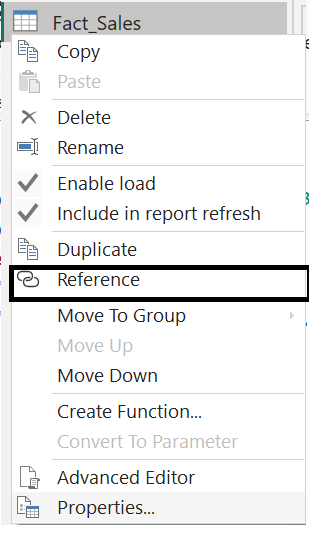 Fact_Sales
Copy
Paste
Delete
Rename
Enable load
Include in report refresh
Duplicate
Reference
Move To Group
Move Up
Move Down
Create Function...
Convert To Parameter
Advanced Editor
Properties...